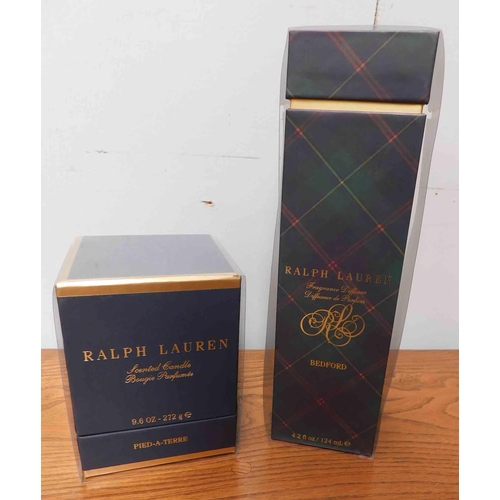 RALPH LAUREN
Scented Candle
Bougie Parfumée
9.6 OZ - 272 g ℮
PIED-A-TERRE
RALPH LAUREN
Fragrance Diffuser
Diffuseur de Parfum
RL
BEDFORD
4.2 fl oz / 124 mL ℮